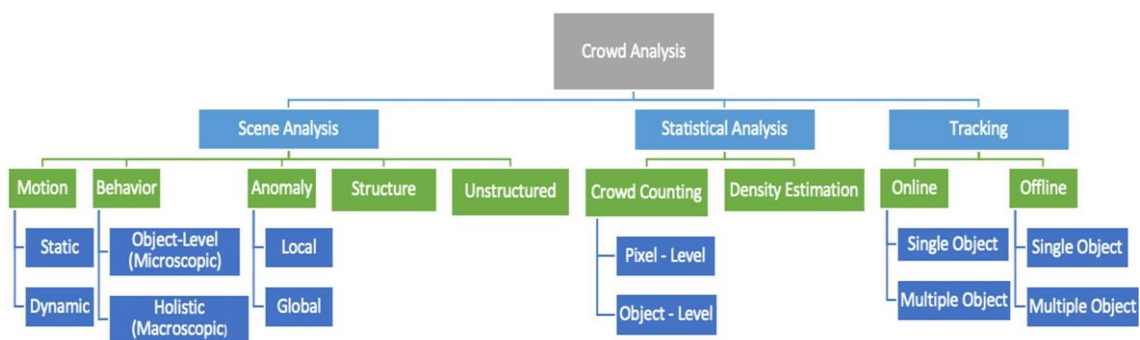 Crowd Analysis
Scene Analysis
Statistical Analysis
Tracking
Motion
Behavior
Anomaly
Structure
Unstructured
Crowd Counting
Density Estimation
Online
Offline
Static
Object-Level
(Microscopic)
Local
Pixel - Level
Single Object
Single Object
Dynamic
Holistic
(Macroscopic)
Global
Object - Level
Multiple Object
Multiple Object